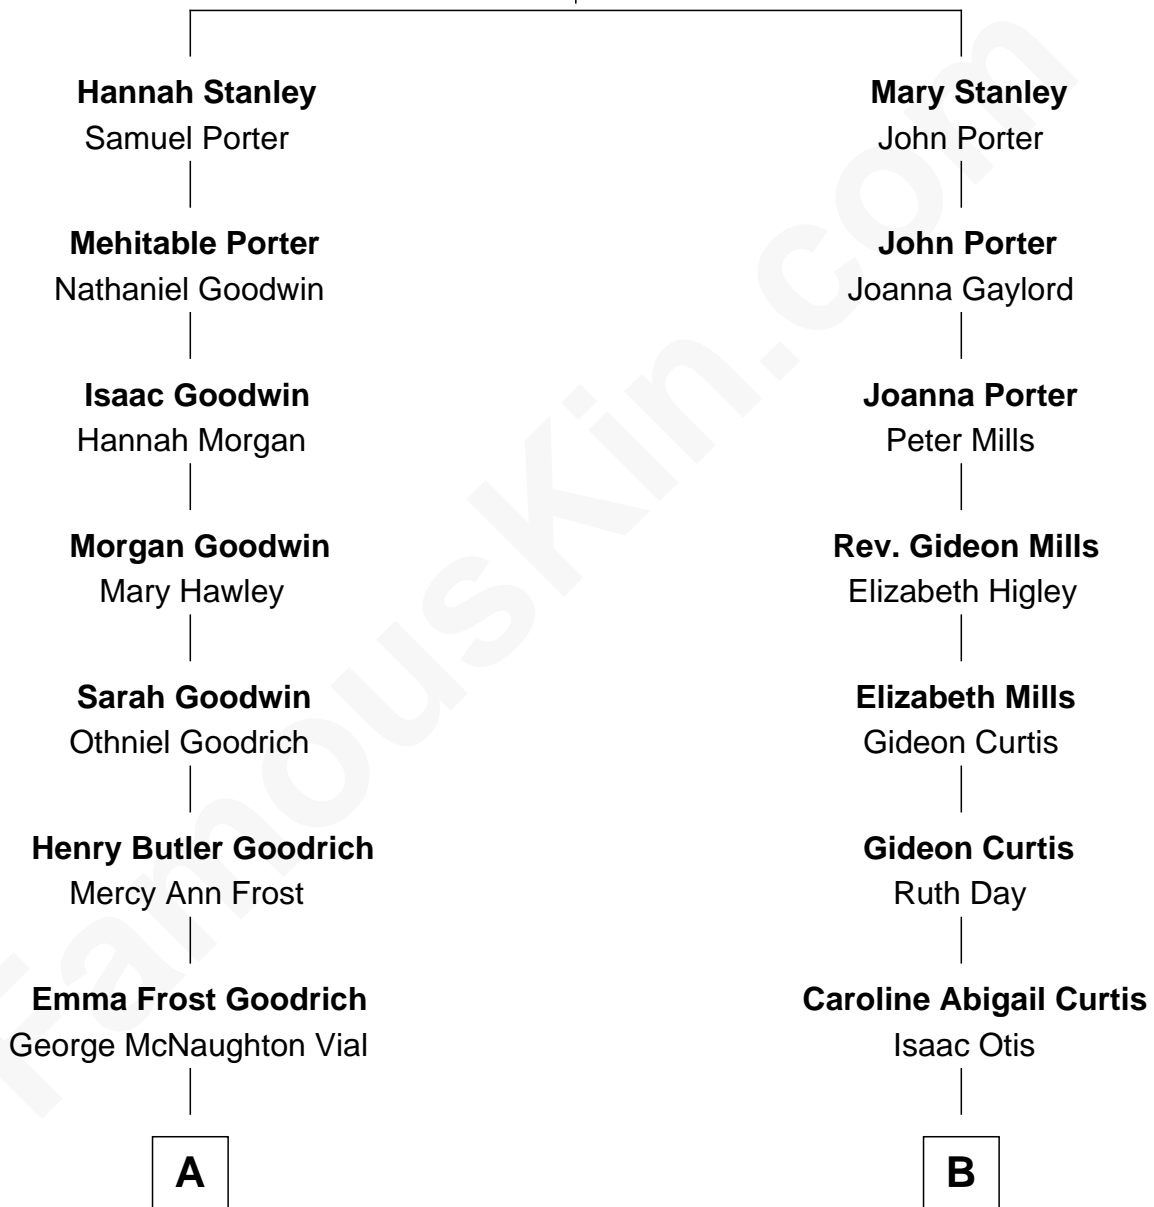 Hannah Stanley
Samuel Porter
Mehitable Porter
Nathaniel Goodwin
Isaac Goodwin
Hannah Morgan
Morgan Goodwin
Mary Hawley
Sarah Goodwin
Othniel Goodrich
Henry Butler Goodrich
Mercy Ann Frost
Emma Frost Goodrich
George McNaughton Vial
A
Mary Stanley
John Porter
John Porter
Joanna Gaylord
Joanna Porter
Peter Mills
Rev. Gideon Mills
Elizabeth Higley
Elizabeth Mills
Gideon Curtis
Gideon Curtis
Ruth Day
Caroline Abigail Curtis
Isaac Otis
B
FamousKin.com